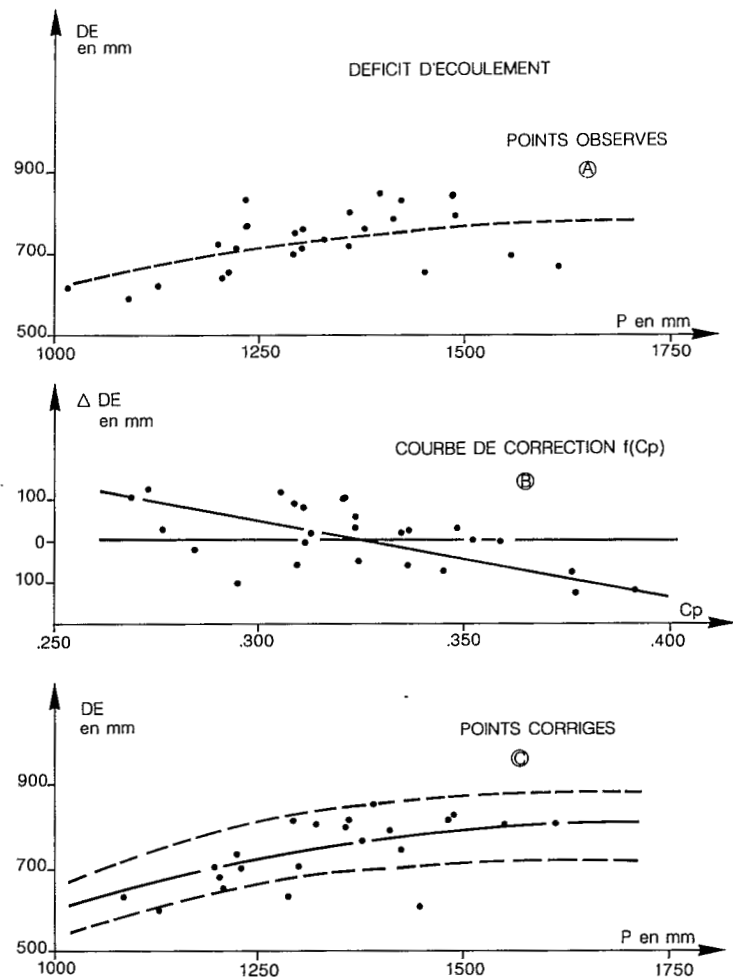 DE
en mm
DEFICIT D'ECOULEMENT
POINTS OBSERVES
A
900
700
500
P en mm
1000
1250
1500
1750
Δ DE
en mm
COURBE DE CORRECTION f(Cp)
B
100
0
100
Cp
.250
.300
.350
.400
DE
en mm
POINTS CORRIGES
C
900
700
500
P en mm
1000
1250
1500
1750